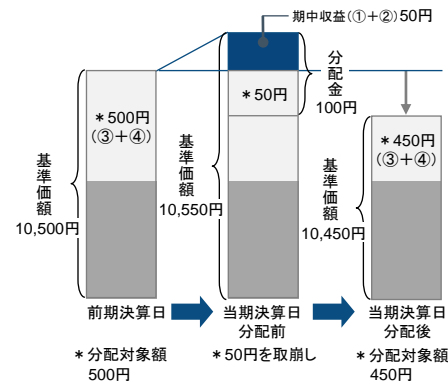 期中収益(①+②)50円
*500円
(③+④)
基準価額
10,500円
*50円
分配金
100円
基準価額
10,550円
*450円
(③+④)
基準価額
10,450円
前期決算日
当期決算日
分配前
当期決算日
分配後
*分配対象額
500円
*50円を取崩し
*分配対象額
450円